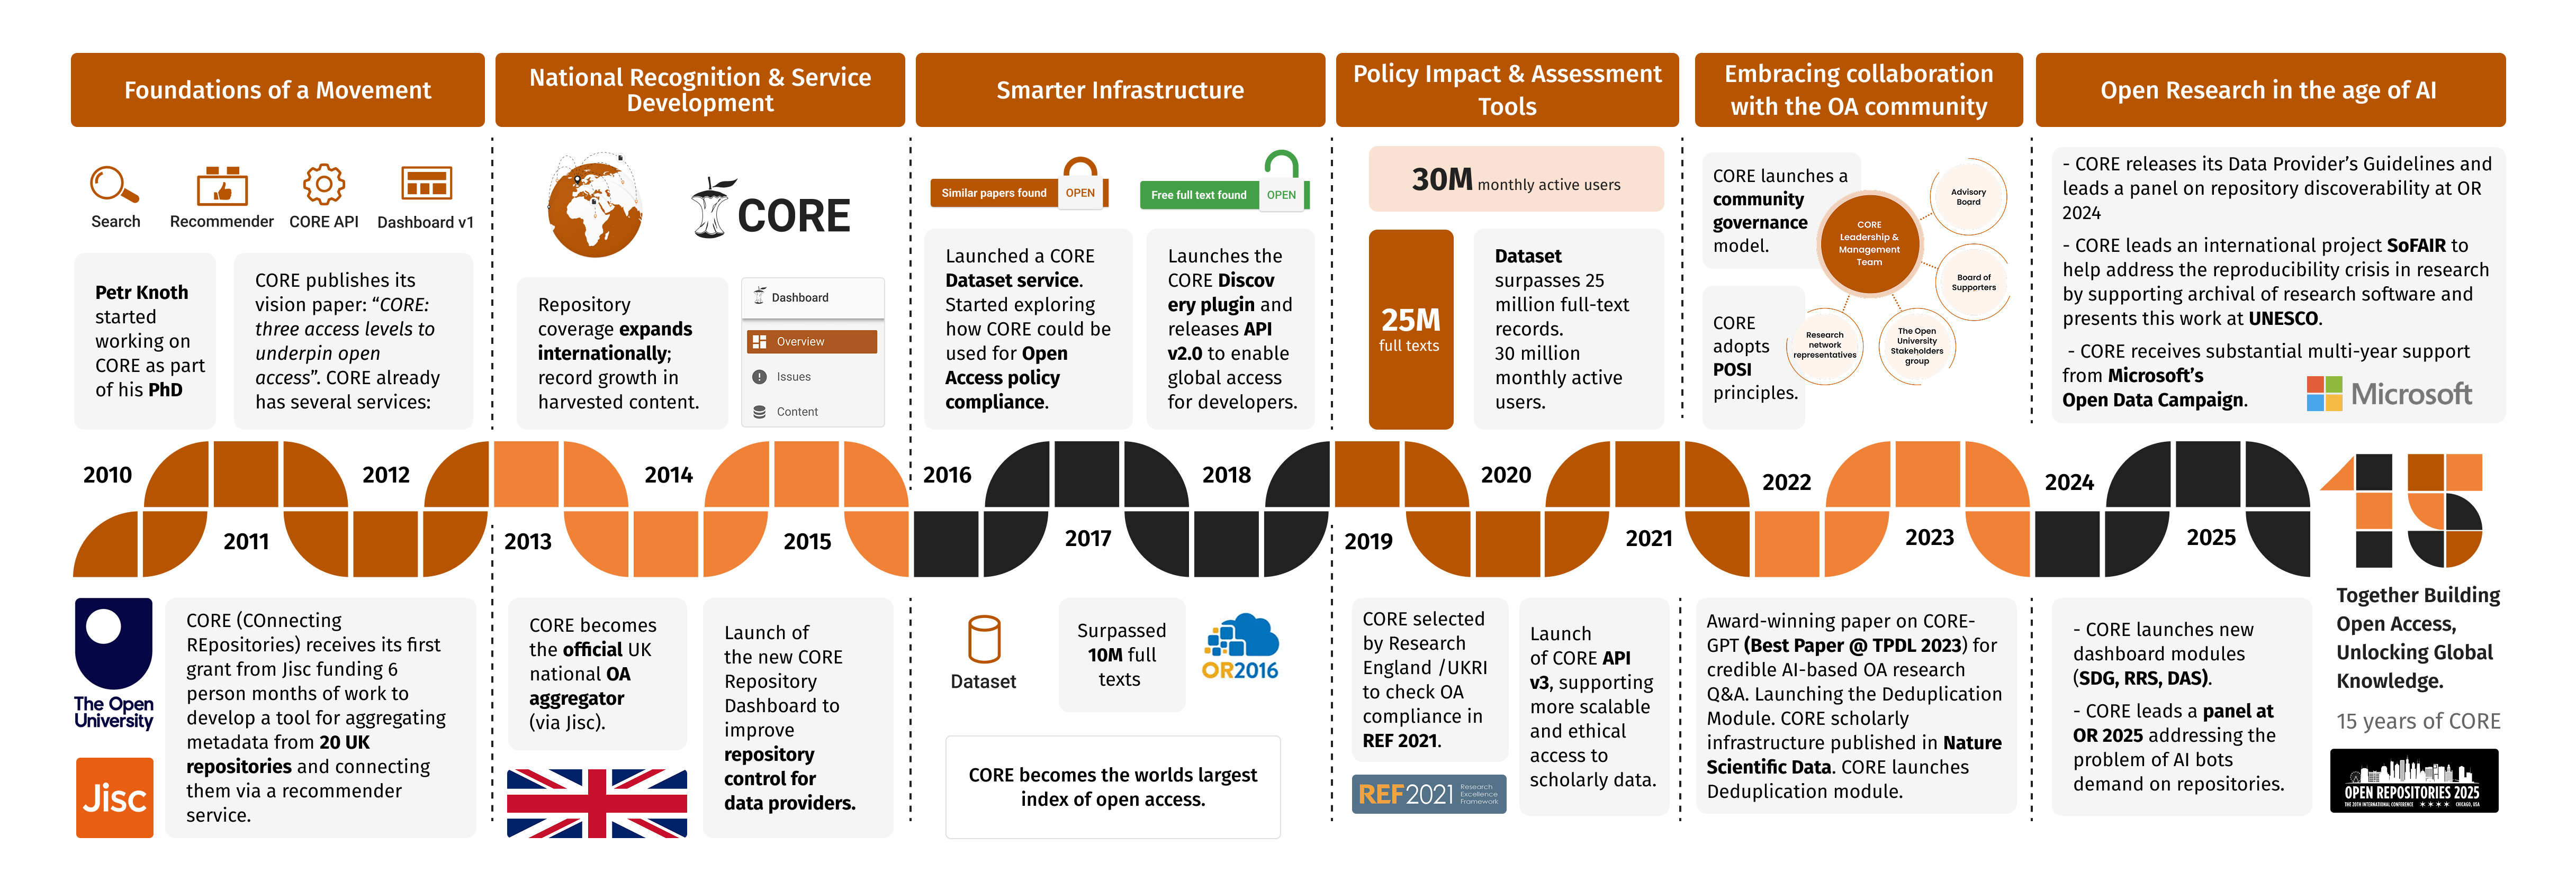 Foundations of a Movement
Search
Recommender
CORE API
Dashboard v1
Petr Knoth
started
working on
CORE as part
of his PhD
CORE publishes its
vision paper: “CORE:
three access levels to
underpin open
access”. CORE already
has several services:
National Recognition & Service
Development
CORE
Repository
coverage expands
internationally;
record growth in
harvested content.
Dashboard
Overview
Issues
Content
Smarter Infrastructure
Similar papers found OPEN
Free full text found OPEN
Launched a CORE
Dataset service.
Started exploring
how CORE could be
used for Open
Access policy
compliance.
Launches the
CORE Discov
ery plugin and
releases API
v2.0 to enable
global access
for developers.
Policy Impact & Assessment
Tools
30M monthly active users
25M
full texts
Dataset
surpasses 25
million full-text
records.
30 million
monthly active
users.
Embracing collaboration
with the OA community
CORE launches a
community
governance
model.
CORE
adopts
POSI
principles.
CORE
Leadership &
Management
Team
Advisory
Board
Board of
Supporters
The Open
University
Stakeholders
group
Research
network
representatives
Open Research in the age of AI
- CORE releases its Data Provider’s Guidelines and
leads a panel on repository discoverability at OR
2024
- CORE leads an international project SoFAIR to
help address the reproducibility crisis in research
by supporting archival of research software and
presents this work at UNESCO.
- CORE receives substantial multi-year support
from Microsoft’s
Open Data Campaign.
Microsoft
2010
2011
2012
2013
2014
2015
2016
2017
2018
2019
2020
2021
2022
2023
2024
2025
15
The Open
University
Jisc
CORE (COnnecting
REpositories) receives its first
grant from Jisc funding 6
person months of work to
develop a tool for aggregating
metadata from 20 UK
repositories and connecting
them via a recommender
service.
CORE becomes
the official UK
national OA
aggregator
(via Jisc).
Launch of
the new CORE
Repository
Dashboard to
improve
repository
control for
data providers.
Dataset
Surpassed
10M full
texts
OR2016
CORE becomes the worlds largest
index of open access.
CORE selected
by Research
England /UKRI
to check OA
compliance in
REF 2021.
REF2021 Research
Excellence
Framework
Launch
of CORE API
v3, supporting
more scalable
and ethical
access to
scholarly data.
Award-winning paper on CORE-
GPT (Best Paper @ TPDL 2023) for
credible AI-based OA research
Q&A. Launching the Deduplication
Module. CORE scholarly
infrastructure published in Nature
Scientific Data. CORE launches
Deduplication module.
- CORE launches new
dashboard modules
(SDG, RRS, DAS).
- CORE leads a panel at
OR 2025 addressing the
problem of AI bots
demand on repositories.
Together Building
Open Access,
Unlocking Global
Knowledge.
15 years of CORE
OPEN REPOSITORIES 2025
THE 20TH INTERNATIONAL CONFERENCE ★★★★ CHICAGO, USA